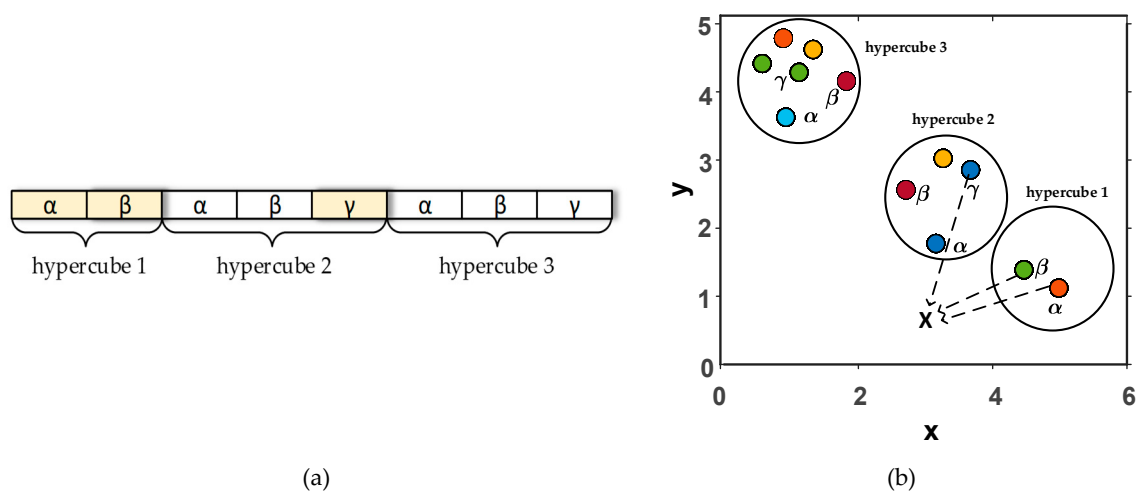 α β α β γ α β γ
hypercube 1 hypercube 2 hypercube 3
(a)
5
hypercube 3
γ
β
4
α
hypercube 2
3
hypercube 1
β γ
y
2
α
β
1
X
α
0
0 2 4 6
x
(b)